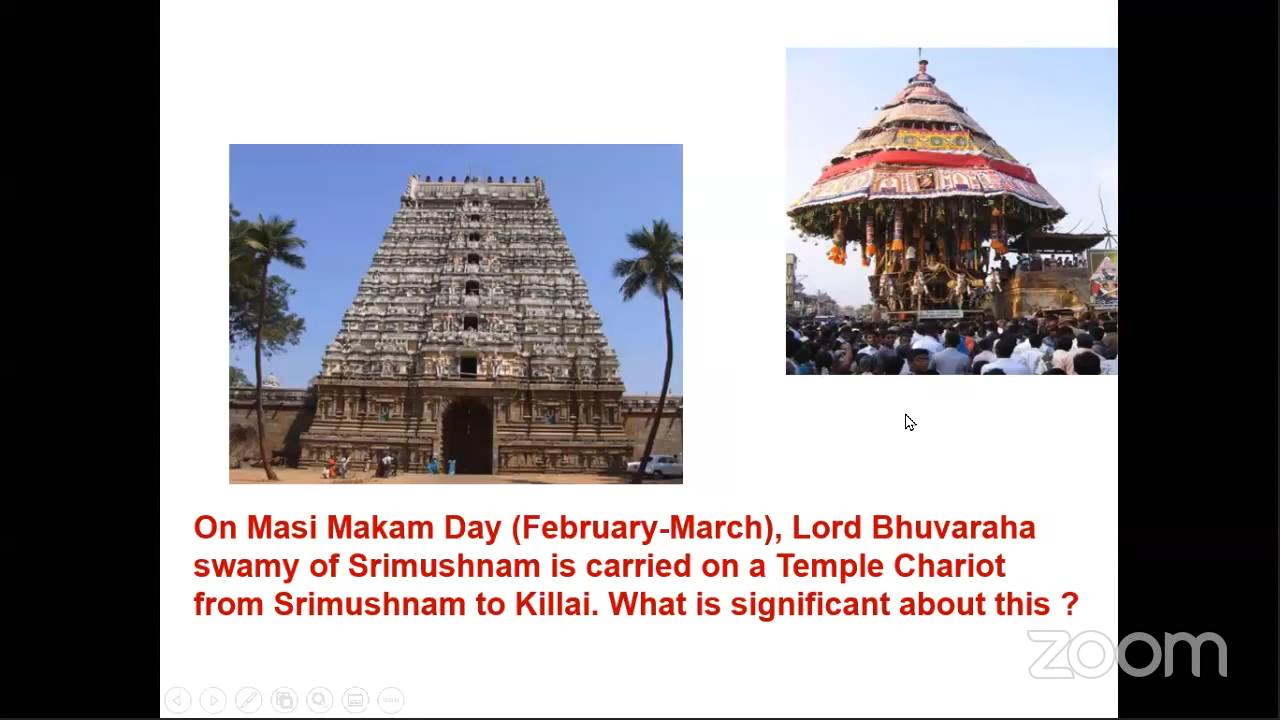 On Masi Makam Day (February-March), Lord Bhuvaraha
swamy of Srimushnam is carried on a Temple Chariot
from Srimushnam to Killai. What is significant about this ?
zoom